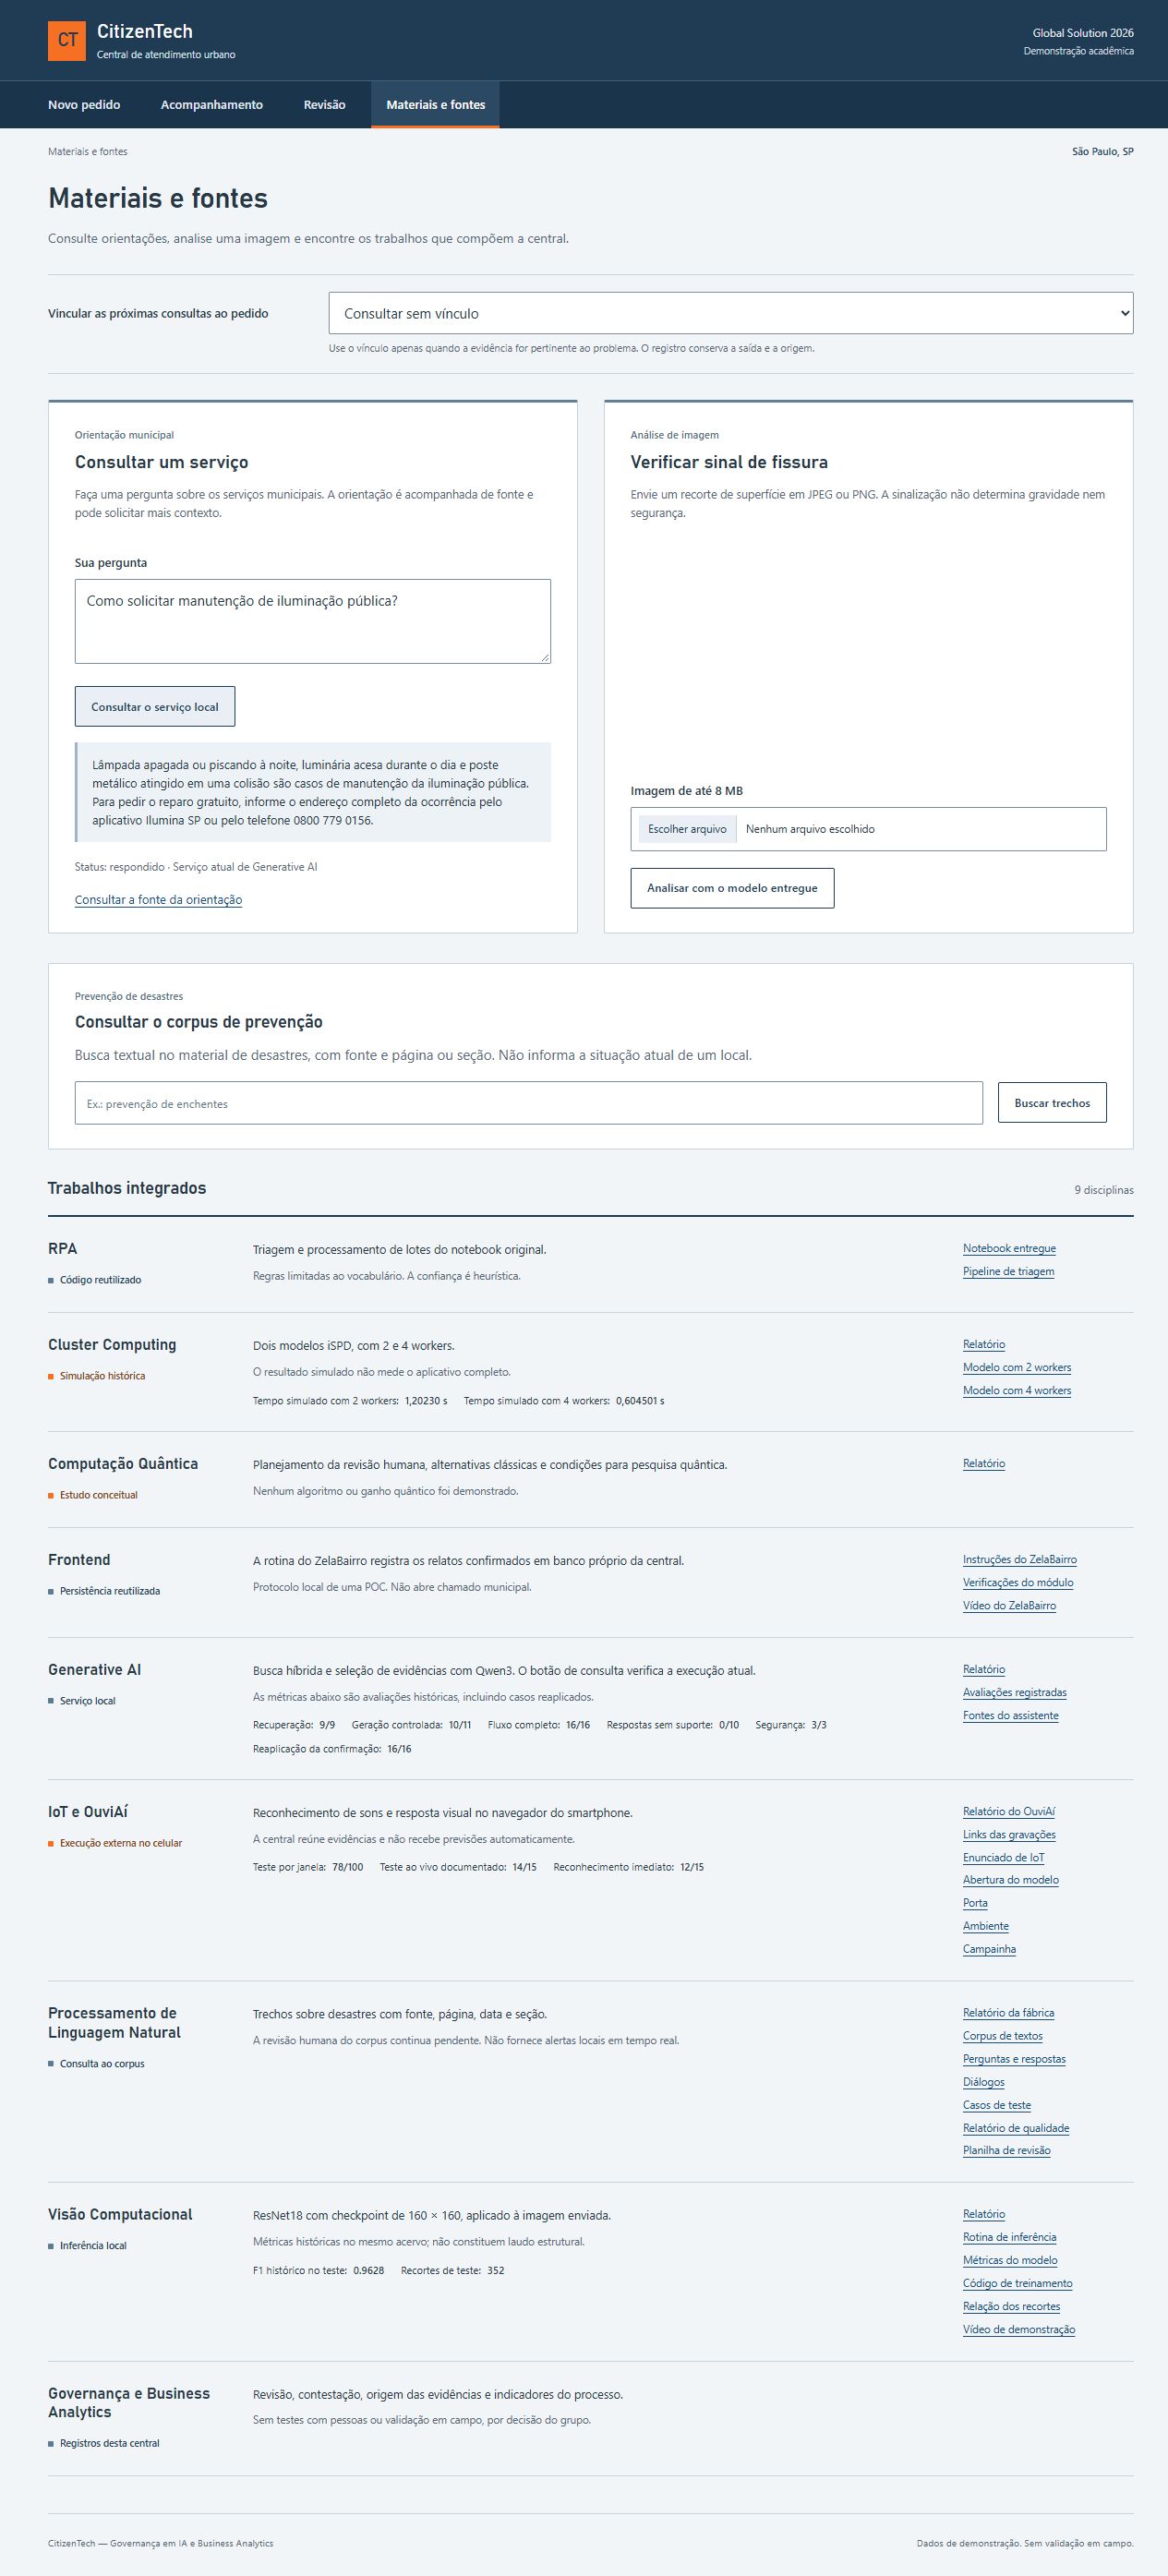 CT
CitizenTech
Central de atendimento urbano
Global Solution 2026
Demonstração acadêmica
Novo pedido
Acompanhamento
Revisão
Materiais e fontes
Materiais e fontes
São Paulo, SP
Materiais e fontes
Consulte orientações, analise uma imagem e encontre os trabalhos que compõem a central.
Vincular as próximas consultas ao pedido
Consultar sem vínculo
Use o vínculo apenas quando a evidência for pertinente ao problema. O registro conserva a saída e a origem.
Orientação municipal
Consultar um serviço
Faça uma pergunta sobre os serviços municipais. A orientação é acompanhada de fonte e
pode solicitar mais contexto.
Sua pergunta
Como solicitar manutenção de iluminação pública?
Consultar o serviço local
Lâmpada apagada ou piscando à noite, luminária acesa durante o dia e poste
metálico atingido em uma colisão são casos de manutenção da iluminação pública.
Para pedir o reparo gratuito, informe o endereço completo da ocorrência pelo
aplicativo Ilumina SP ou pelo telefone 0800 779 0156.
Status: respondido · Serviço atual de Generative AI
Consultar a fonte da orientação
Análise de imagem
Verificar sinal de fissura
Envie um recorte de superfície em JPEG ou PNG. A sinalização não determina gravidade nem
segurança.
Imagem de até 8 MB
Escolher arquivo
Nenhum arquivo escolhido
Analisar com o modelo entregue
Prevenção de desastres
Consultar o corpus de prevenção
Busca textual no material de desastres, com fonte e página ou seção. Não informa a situação atual de um local.
Ex.: prevenção de enchentes
Buscar trechos
Trabalhos integrados
9 disciplinas
RPA
Código reutilizado
Triagem e processamento de lotes do notebook original.
Regras limitadas ao vocabulário. A confiança é heurística.
Notebook entregue
Pipeline de triagem
Cluster Computing
Simulação histórica
Dois modelos iSPD, com 2 e 4 workers.
O resultado simulado não mede o aplicativo completo.
Tempo simulado com 2 workers: 1,20230 s
Tempo simulado com 4 workers: 0,604501 s
Relatório
Modelo com 2 workers
Modelo com 4 workers
Computação Quântica
Estudo conceitual
Planejamento da revisão humana, alternativas clássicas e condições para pesquisa quântica.
Nenhum algoritmo ou ganho quântico foi demonstrado.
Relatório
Frontend
Persistência reutilizada
A rotina do ZelaBairro registra os relatos confirmados em banco próprio da central.
Protocolo local de uma POC. Não abre chamado municipal.
Instruções do ZelaBairro
Verificações do módulo
Vídeo do ZelaBairro
Generative AI
Serviço local
Busca híbrida e seleção de evidências com Qwen3. O botão de consulta verifica a execução atual.
As métricas abaixo são avaliações históricas, incluindo casos reaplicados.
Recuperação: 9/9
Geração controlada: 10/11
Fluxo completo: 16/16
Respostas sem suporte: 0/10
Segurança: 3/3
Reaplicação da confirmação: 16/16
Relatório
Avaliações registradas
Fontes do assistente
IoT e OuviAí
Execução externa no celular
Reconhecimento de sons e resposta visual no navegador do smartphone.
A central reúne evidências e não recebe previsões automaticamente.
Teste por janela: 78/100
Teste ao vivo documentado: 14/15
Reconhecimento imediato: 12/15
Relatório do OuviAí
Links das gravações
Enunciado de IoT
Abertura do modelo
Porta
Ambiente
Campainha
Processamento de
Linguagem Natural
Consulta ao corpus
Trechos sobre desastres com fonte, página, data e seção.
A revisão humana do corpus continua pendente. Não fornece alertas locais em tempo real.
Relatório da fábrica
Corpus de textos
Perguntas e respostas
Diálogos
Casos de teste
Relatório de qualidade
Planilha de revisão
Visão Computacional
Inferência local
ResNet18 com checkpoint de 160 × 160, aplicado à imagem enviada.
Métricas históricas no mesmo acervo; não constituem laudo estrutural.
F1 histórico no teste: 0.9628
Recortes de teste: 352
Relatório
Rotina de inferência
Métricas do modelo
Código de treinamento
Relação dos recortes
Vídeo de demonstração
Governança e Business
Analytics
Registros desta central
Revisão, contestação, origem das evidências e indicadores do processo.
Sem testes com pessoas ou validação em campo, por decisão do grupo.
CitizenTech — Governança em IA e Business Analytics
Dados de demonstração. Sem validação em campo.